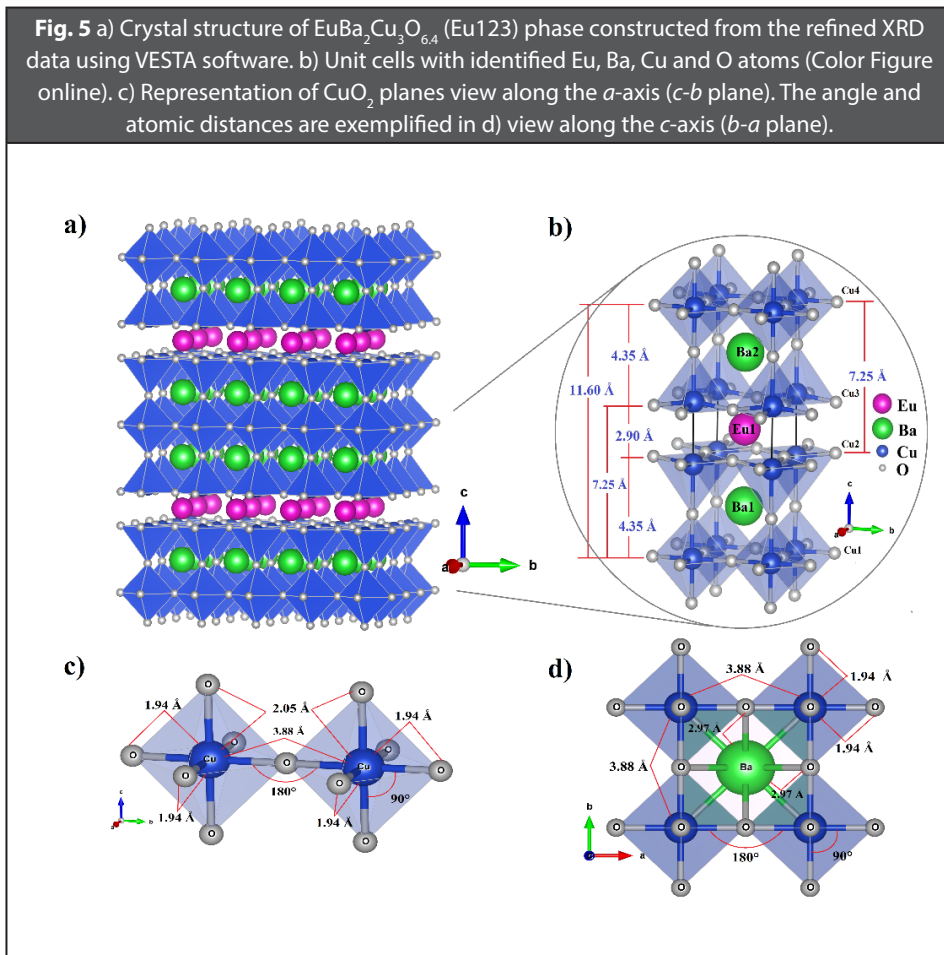 Fig. 5 a) Crystal structure of EuBa₂Cu₃O₆.₄ (Eu123) phase constructed from the refined XRD
data using VESTA software. b) Unit cells with identified Eu, Ba, Cu and O atoms (Color Figure
online). c) Representation of CuO₂ planes view along the a-axis (c-b plane). The angle and
atomic distances are exemplified in d) view along the c-axis (b-a plane).
a)
b)
Cu4
Ba2
4.35 Å
11.60 Å
7.25 Å
Cu3
Eu
Eu1
2.90 Å
Ba
Cu2
Cu
O
7.25 Å
Ba1
4.35 Å
c
a
b
Cu1
c
a
b
c)
d)
O
O
1.94 Å
2.05 Å
3.88 Å
1.94 Å
O
Cu
O
O
Cu
O
O
O
180°
90°
1.94 Å
1.94 Å
O
O
c
a
b
O
O
3.88 Å
1.94 Å
O
O
O
O
O
2.97 Å
1.94 Å
3.88 Å
O
Ba
O
2.97 Å
O
O
O
O
O
b
a
180°
90°
O
O